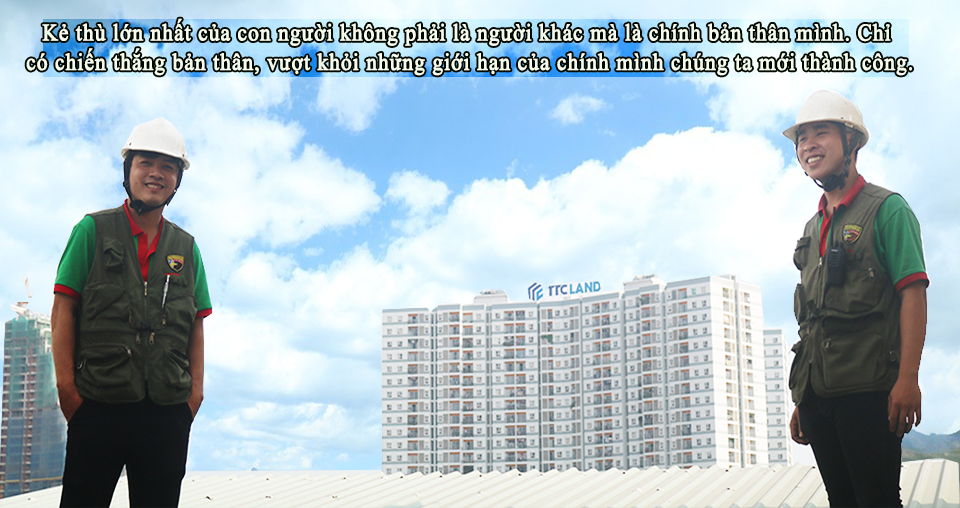 Kẻ thù lớn nhất của con người không phải là người khác mà là chính bản thân mình. Chỉ
có chiến thắng bản thân, vượt khỏi những giới hạn của chính mình chúng ta mới thành công.
TTC LAND